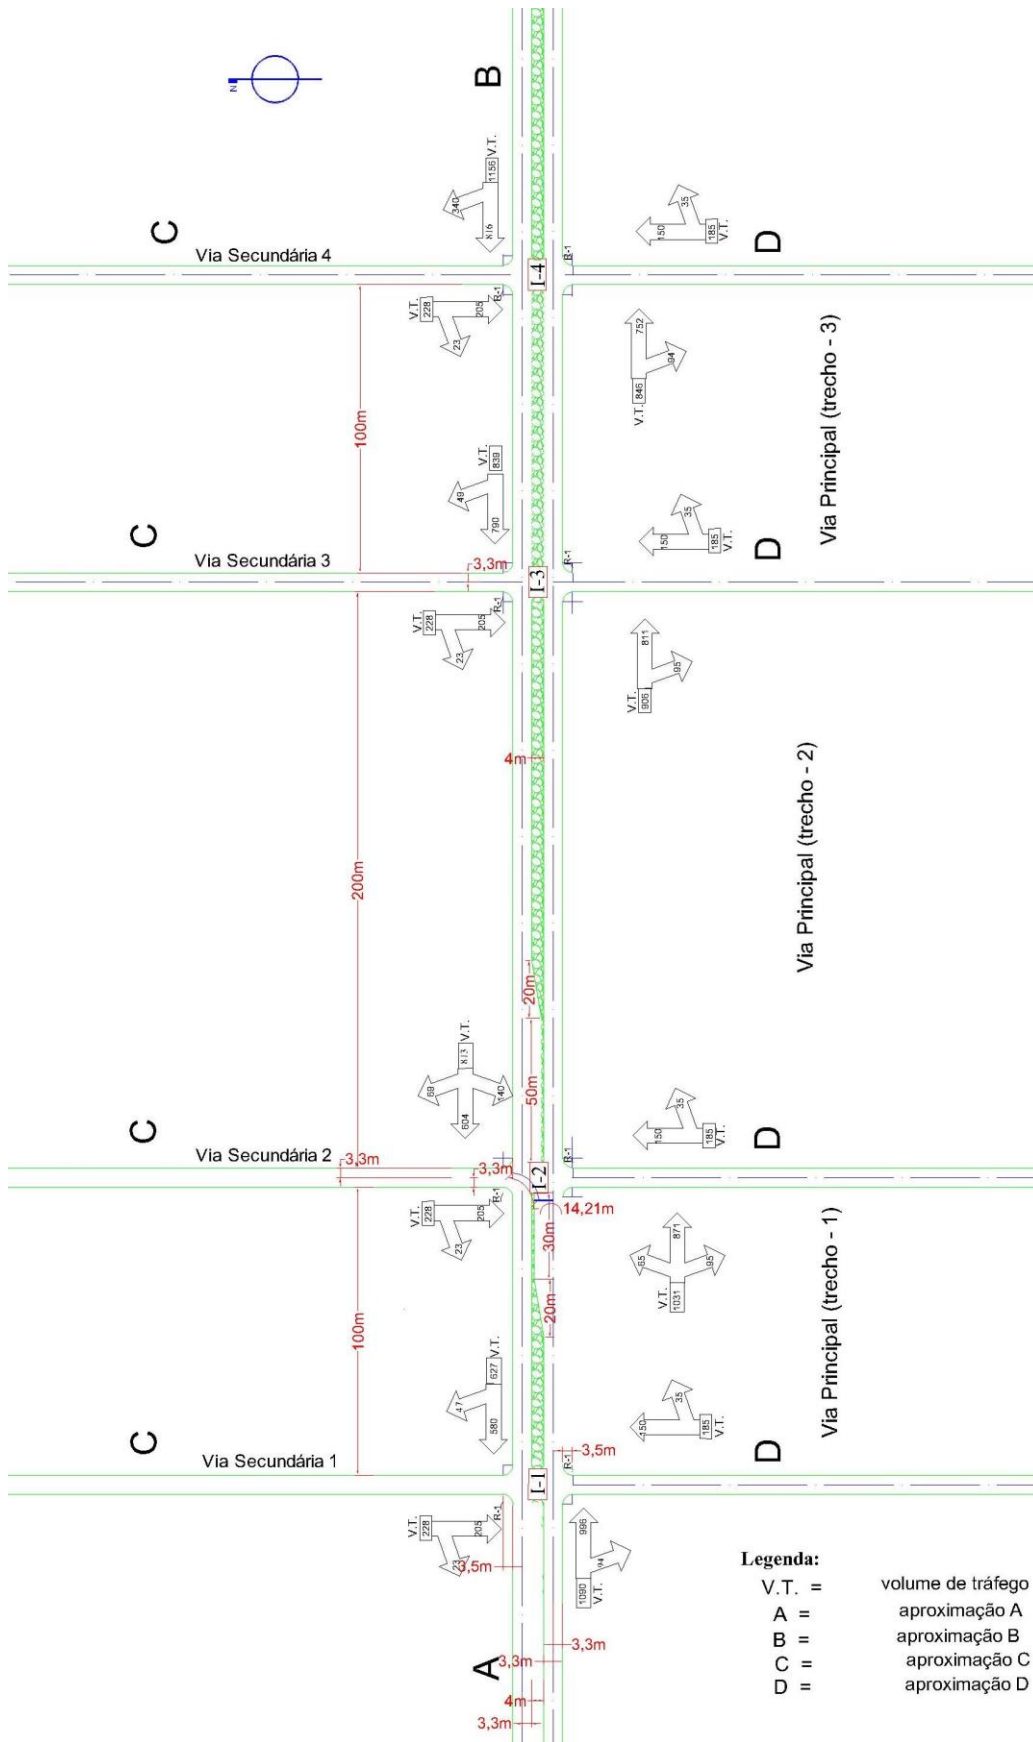 N
B
C
Via Secundária 4
V.T.
1156
340
816
I-4
R-1
R-1
V.T.
228
205
23
150
35
185
V.T.
D
100m
752
94
V.T. 846
Via Principal (trecho - 3)
C
Via Secundária 3
V.T.
839
49
790
3,3m
I-3
R-1
R-1
V.T.
228
205
23
150
35
185
V.T.
D
811
95
V.T.
906
4m
200m
20m
50m
Via Principal (trecho - 2)
C
Via Secundária 2
V.T.
813
69
140
604
3,3m
3,3m
I-2
R-1
R-1
14,21m
30m
20m
V.T.
228
205
23
150
35
185
V.T.
D
871
65
95
V.T.
1031
100m
Via Principal (trecho - 1)
C
Via Secundária 1
V.T.
627
47
580
I-1
R-1
R-1
V.T.
228
205
23
150
35
185
V.T.
D
3,5m
3,5m
996
94
1090
V.T.
A
3,3m
3,3m
4m
3,3m
Legenda:
V.T. = volume de tráfego
A = aproximação A
B = aproximação B
C = aproximação C
D = aproximação D